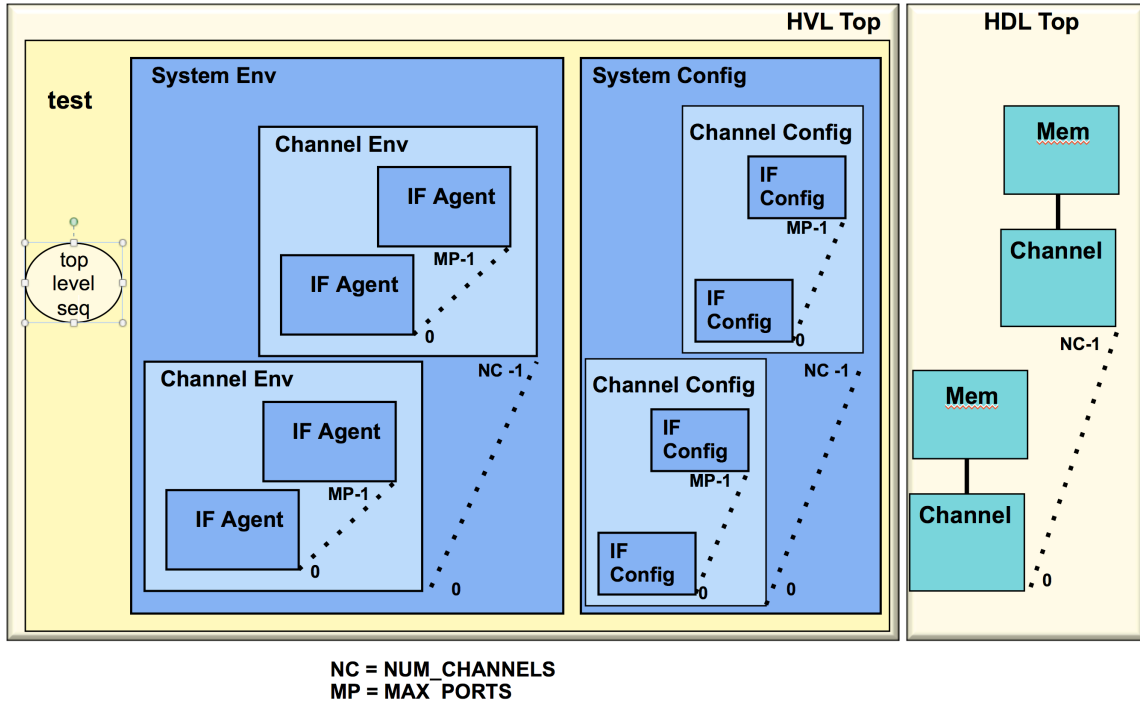 HVL Top
HDL Top
test
System Env
System Config
Channel Env
IF Agent
MP-1
IF Agent
0
NC -1
Channel Env
IF Agent
MP-1
IF Agent
0
0
Channel Config
IF
Config
MP-1
IF
Config
0
NC -1
Channel Config
IF
Config
MP-1
IF
Config
0
0
top
level
seq
Mem
Channel
NC-1
Mem
Channel
0
NC = NUM_CHANNELS
MP = MAX_PORTS